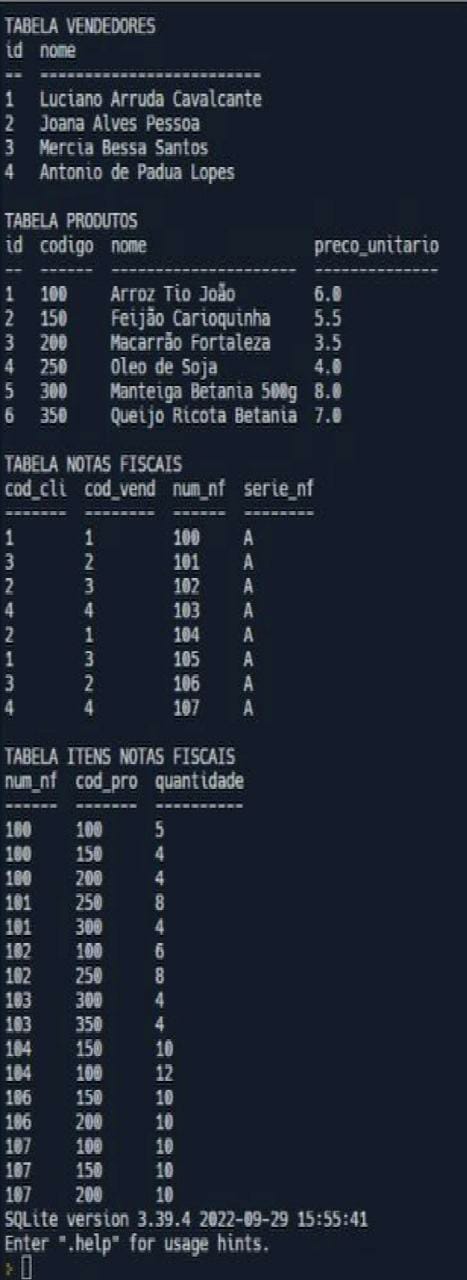 TABELA VENDEDORES
id nome
-- -------------------------
1 Luciano Arruda Cavalcante
2 Joana Alves Pessoa
3 Mercia Bessa Santos
4 Antonio de Padua Lopes
TABELA PRODUTOS
id codigo nome preco_unitario
-- ------ --------------------- --------------
1 100 Arroz Tio João 6.0
2 150 Feijão Carioquinha 5.5
3 200 Macarrão Fortaleza 3.5
4 250 Oleo de Soja 4.0
5 300 Manteiga Betania 500g 8.0
6 350 Queijo Ricota Betania 7.0
TABELA NOTAS FISCAIS
cod_cli cod_vend num_nf serie_nf
------- -------- ------ --------
1 1 100 A
3 2 101 A
2 3 102 A
4 4 103 A
2 1 104 A
1 3 105 A
3 2 106 A
4 4 107 A
TABELA ITENS NOTAS FISCAIS
num_nf cod_pro quantidade
------ ------- ----------
100 100 5
100 150 4
100 200 4
101 250 8
101 300 4
102 100 6
102 250 8
103 300 4
103 350 4
104 150 10
104 100 12
106 150 10
106 200 10
107 100 10
107 150 10
107 200 10
SQLite version 3.39.4 2022-09-29 15:55:41
Enter ".help" for usage hints.
>